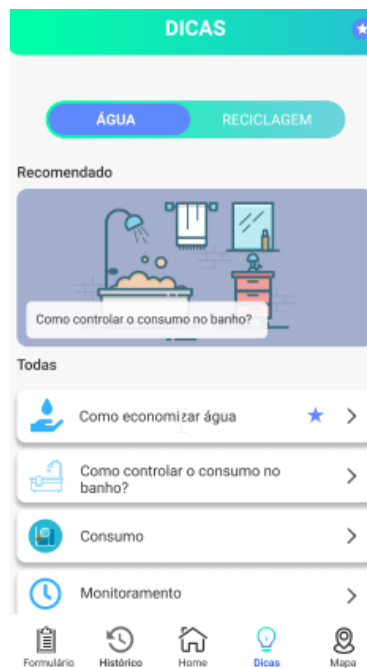 DICAS
ÁGUA
RECICLAGEM
Recomendado
Como controlar o consumo no banho?
Todas
Como economizar água
Como controlar o consumo no
banho?
Consumo
Monitoramento
Formulário
Histórico
Home
Dicas
Mapa